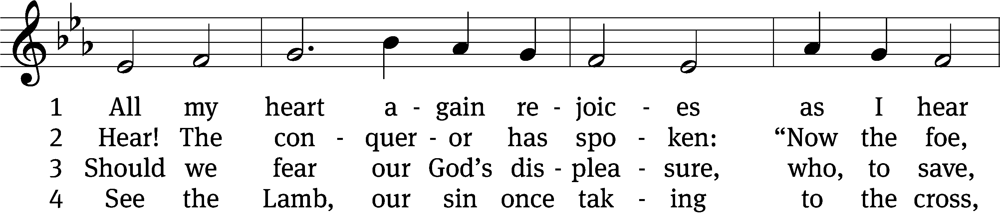 1 All my heart a - gain re - joic - es as I hear
2 Hear! The con - quer - or has spo - ken: “Now the foe,
3 Should we fear our God’s dis - plea - sure, who, to save,
4 See the Lamb, our sin once tak - ing to the cross,